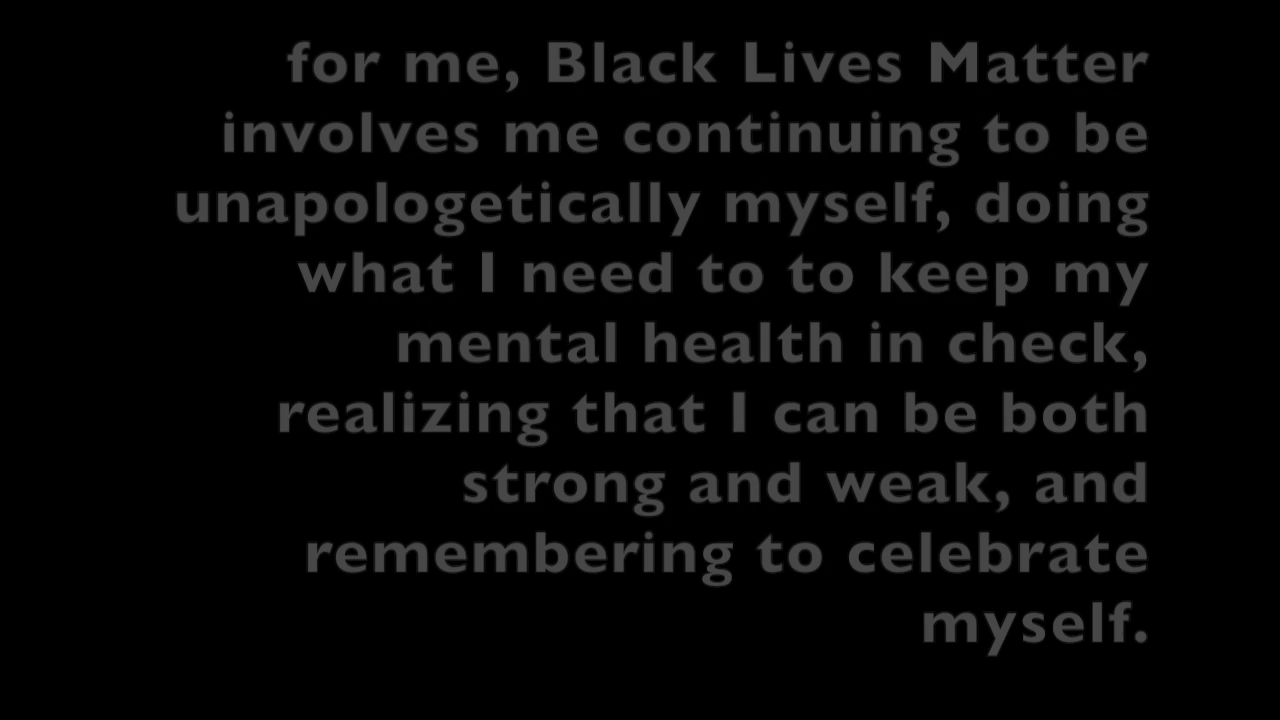 for me, Black Lives Matter
involves me continuing to be
unapologetically myself, doing
what I need to to keep my
mental health in check,
realizing that I can be both
strong and weak, and
remembering to celebrate
myself.